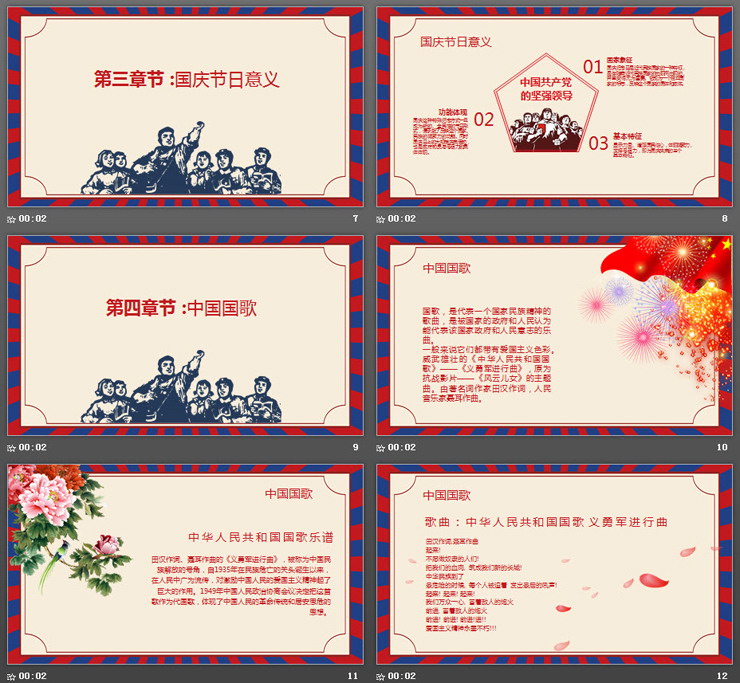 第三章节 :国庆节日意义
00:02
7
国庆节日意义
中国共产党
的坚强领导
01
国家象征
02
功能体现
03
基本特征
00:02
8
第四章节 :中国国歌
00:02
9
中国国歌
国歌，是代表一个国家民族精神的
歌曲，是被国家的政府和人民认为
能代表该国家政府和人民意志的乐
曲。
一般来说它们都带有爱国主义色彩。
威武雄壮的《中华人民共和国国
歌》——《义勇军进行曲》，原为
抗战影片——《风云儿女》的主题
曲。由著名词作家田汉作词，人民
音乐家聂耳作曲。
00:02
10
中国国歌
中华人民共和国国歌乐谱
田汉作词、聂耳作曲的《义勇军进行曲》，被称为中国民
族解放的号角，自1935年在民族危亡的关头诞生以来，
在人民中广为流传，对激励中国人民的爱国主义精神起了
巨大的作用。1949年中国人民政治协商会议决定把这首
歌作为代国歌，体现了中国人民的革命传统和居安思危的
思想。
00:02
11
中国国歌
歌曲：中华人民共和国国歌 义勇军进行曲
田汉作词,聂耳作曲
起来!
不愿做奴隶的人们!
把我们的血肉, 筑成我们新的长城!
中华民族到了
最危险的时候, 每个人被迫着 发出最后的吼声!
起来! 起来! 起来!
我们万众一心, 冒着敌人的炮火
前进, 冒着敌人的炮火
前进! 前进! 前进!进!!
爱国主义精神永垂不朽!!!
00:02
12